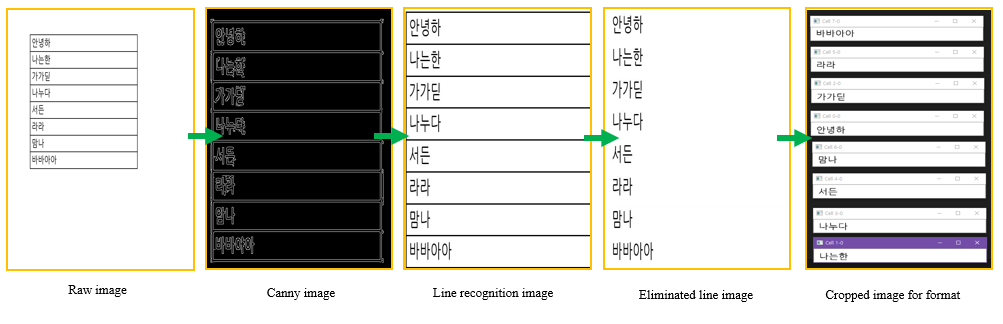 안녕하
나는한
가가딛
나누다
서든
라라
맘나
바바아아
안녕하
나는한
가가딛
나누다
서든
라라
맘나
바바아아
안녕하
나는한
가가딛
나누다
서든
라라
맘나
바바아아
안녕하
나는한
가가딛
나누다
서든
라라
맘나
바바아아
Cell 7-0
바바아아
Cell 5-0
라라
Cell 2-0
가가딛
Cell 0-0
안녕하
Cell 6-0
맘나
Cell 4-0
서든
Cell 3-0
나누다
Cell 1-0
나는한
Raw image
Canny image
Line recognition image
Eliminated line image
Cropped image for format